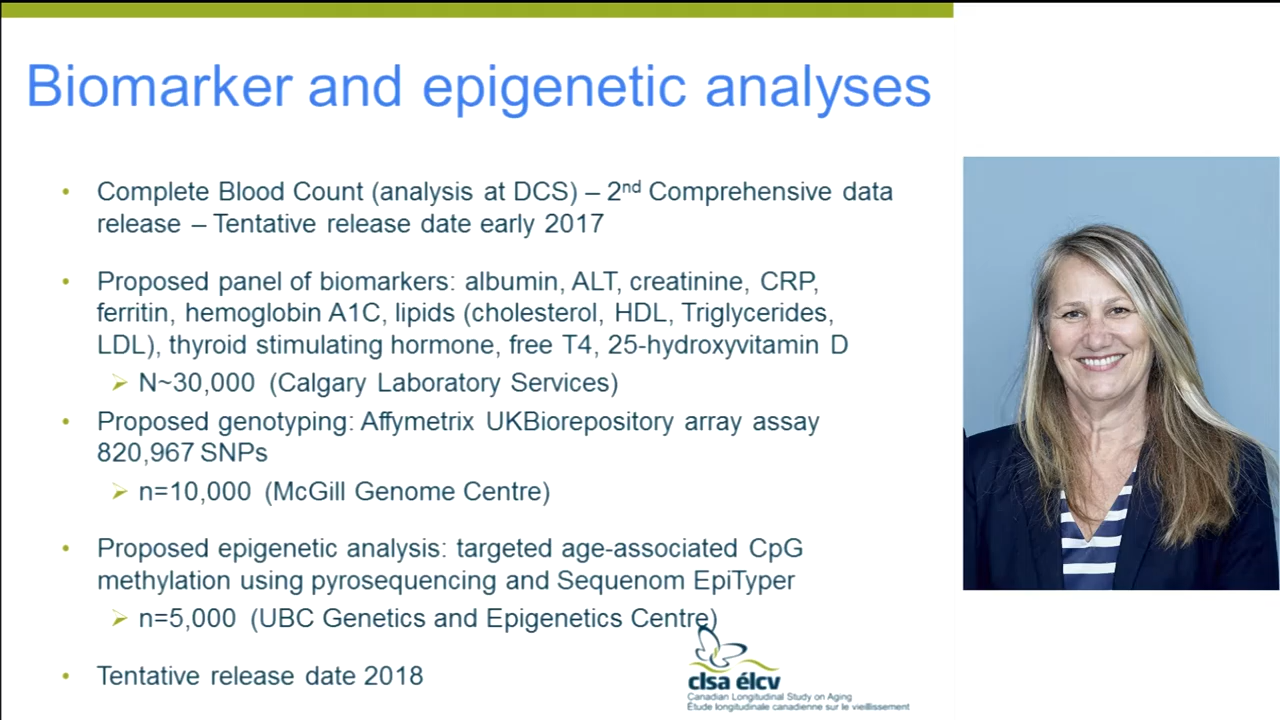 Biomarker and epigenetic analyses
• Complete Blood Count (analysis at DCS) – 2nd Comprehensive data
release – Tentative release date early 2017
• Proposed panel of biomarkers: albumin, ALT, creatinine, CRP,
ferritin, hemoglobin A1C, lipids (cholesterol, HDL, Triglycerides,
LDL), thyroid stimulating hormone, free T4, 25-hydroxyvitamin D
➢ N~30,000 (Calgary Laboratory Services)
• Proposed genotyping: Affymetrix UKBiorepository array assay
820,967 SNPs
➢ n=10,000 (McGill Genome Centre)
• Proposed epigenetic analysis: targeted age-associated CpG
methylation using pyrosequencing and Sequenom EpiTyper
➢ n=5,000 (UBC Genetics and Epigenetics Centre)
• Tentative release date 2018
clsa élcv
Canadian Longitudinal Study on Aging
Étude longitudinale canadienne sur le vieillissement